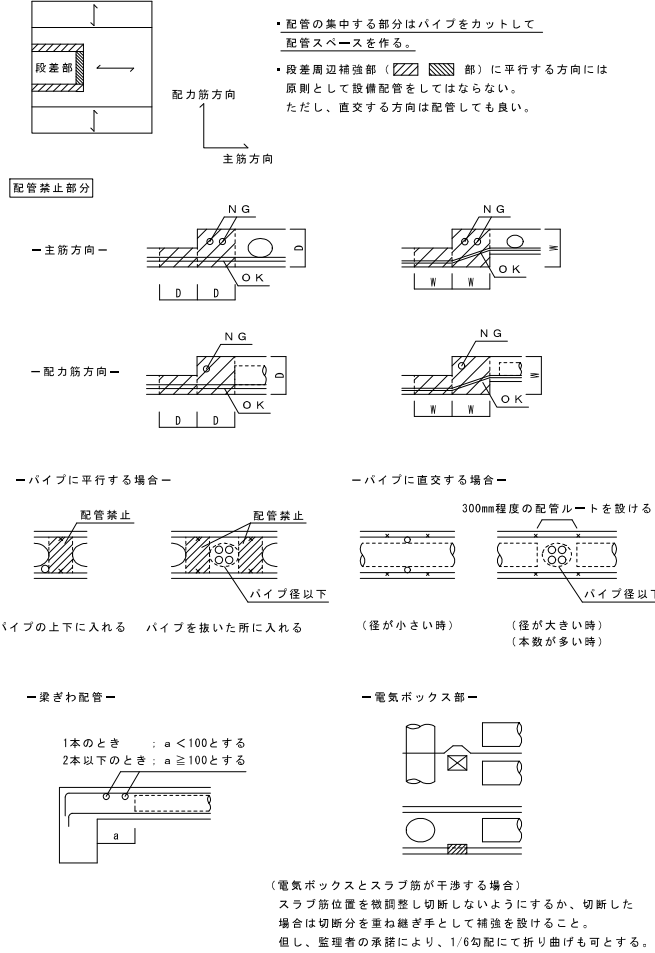 ・配管の集中する部分はパイプをカットして
配管スペースを作る。
・段差周辺補強部（ 部）に平行する方向には
原則として設備配管をしてはならない。
ただし、直交する方向は配管しても良い。
段差部
配力筋方向
主筋方向
配管禁止部分
NG
NG
ー主筋方向ー
D
W
OK
OK
D D
W W
NG
NG
ー配力筋方向ー
D
W
OK
OK
D D
W W
ーパイプに平行する場合ー
ーパイプに直交する場合ー
配管禁止
配管禁止
300mm程度の配管ルートを設ける
パイプ径以下
パイプ径以下
パイプの上下に入れる
パイプを抜いた所に入れる
（径が小さい時）
（径が大きい時）
（本数が多い時）
ー梁ぎわ配管ー
ー電気ボックス部ー
1本のとき ；ａ＜100とする
2本以下のとき；ａ≧100とする
a
（電気ボックスとスラブ筋が干渉する場合）
スラブ筋位置を微調整し切断しないようにするか、切断した
場合は切断分を重ね継ぎ手として補強を設けること。
但し、監理者の承諾により、1/6勾配にて折り曲げも可とする。